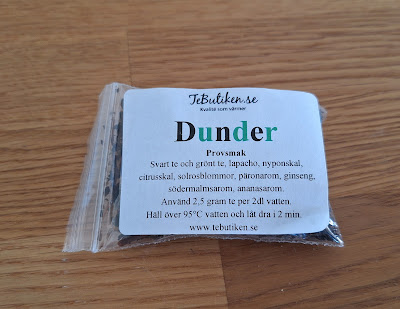 TeButiken.se
Kvalité som värmer
Dunder
Provsmak
Svart te och grönt te, lapacho, nyponskal,
citrusskal, solrosblommor, päronarom, ginseng,
södermalmsarom, ananasarom.
Använd 2,5 gram te per 2dl vatten.
Häll över 95°C vatten och låt dra i 2 min.
www.tebutiken.se